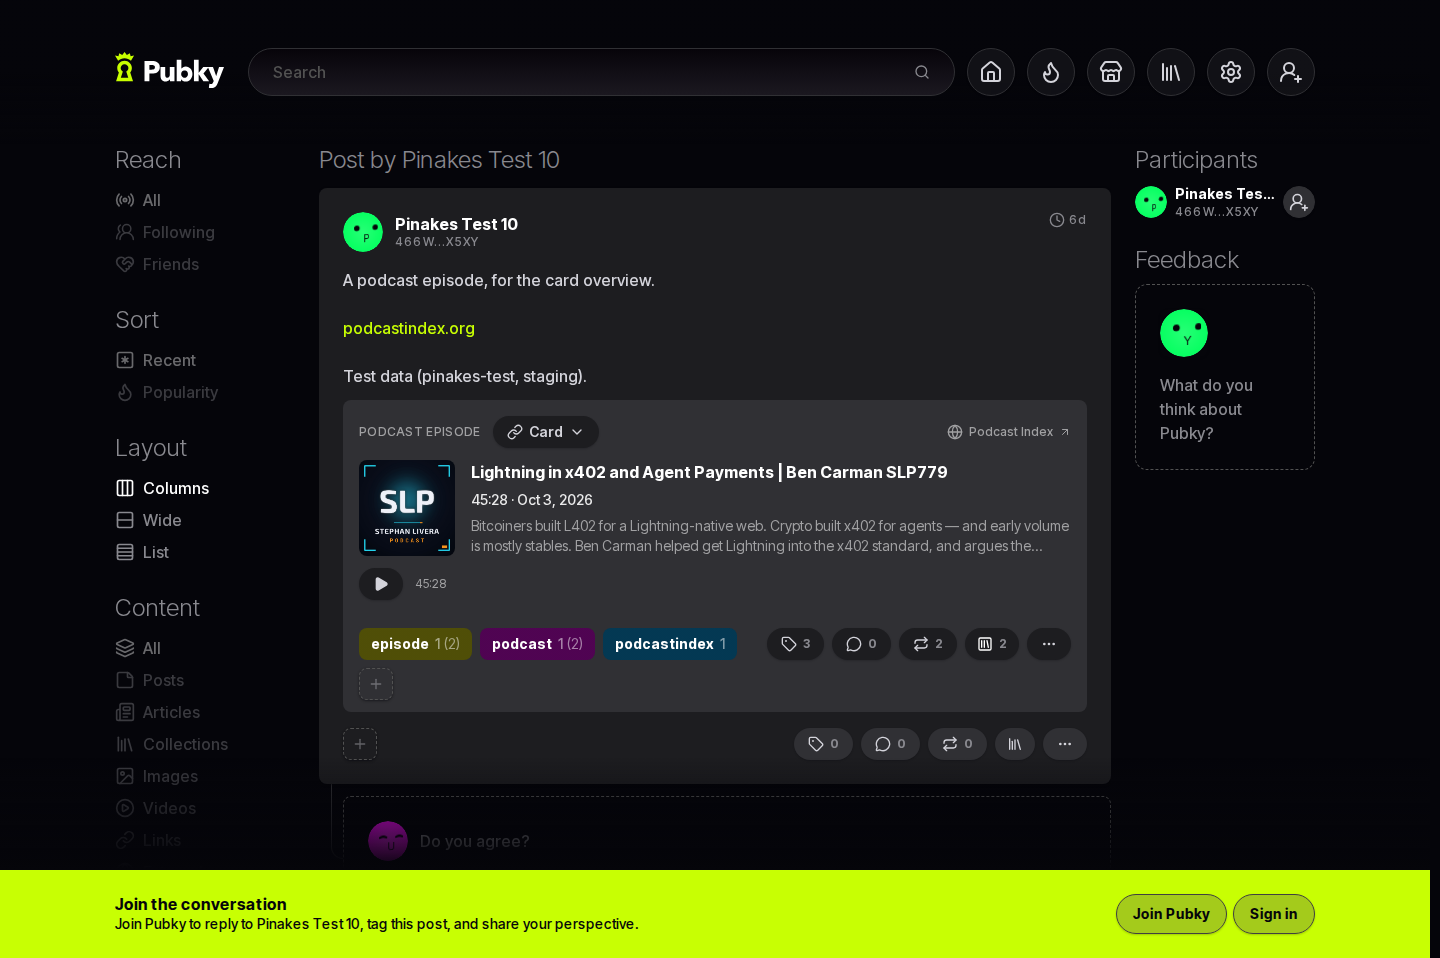 Pubky
Search
Reach
All
Following
Friends
Sort
Recent
Popularity
Layout
Columns
Wide
List
Content
All
Posts
Articles
Collections
Images
Videos
Links
Post by Pinakes Test 10
P
Pinakes Test 10
466W...X5XY
6d
A podcast episode, for the card overview.
podcastindex.org
Test data (pinakes-test, staging).
PODCAST EPISODE
Card
Podcast Index
SLP
STEPHAN LIVERA
PODCAST
Lightning in x402 and Agent Payments | Ben Carman SLP779
45:28 · Oct 3, 2026
Bitcoiners built L402 for a Lightning-native web. Crypto built x402 for agents — and early volume
is mostly stables. Ben Carman helped get Lightning into the x402 standard, and argues the...
45:28
episode 1 (2)
podcast 1 (2)
podcastindex 1
3
0
2
2
0
0
0
U
Do you agree?
Participants
P
Pinakes Tes...
466W...X5XY
Feedback
Y
What do you
think about
Pubky?
Join the conversation
Join Pubky to reply to Pinakes Test 10, tag this post, and share your perspective.
Join Pubky
Sign in